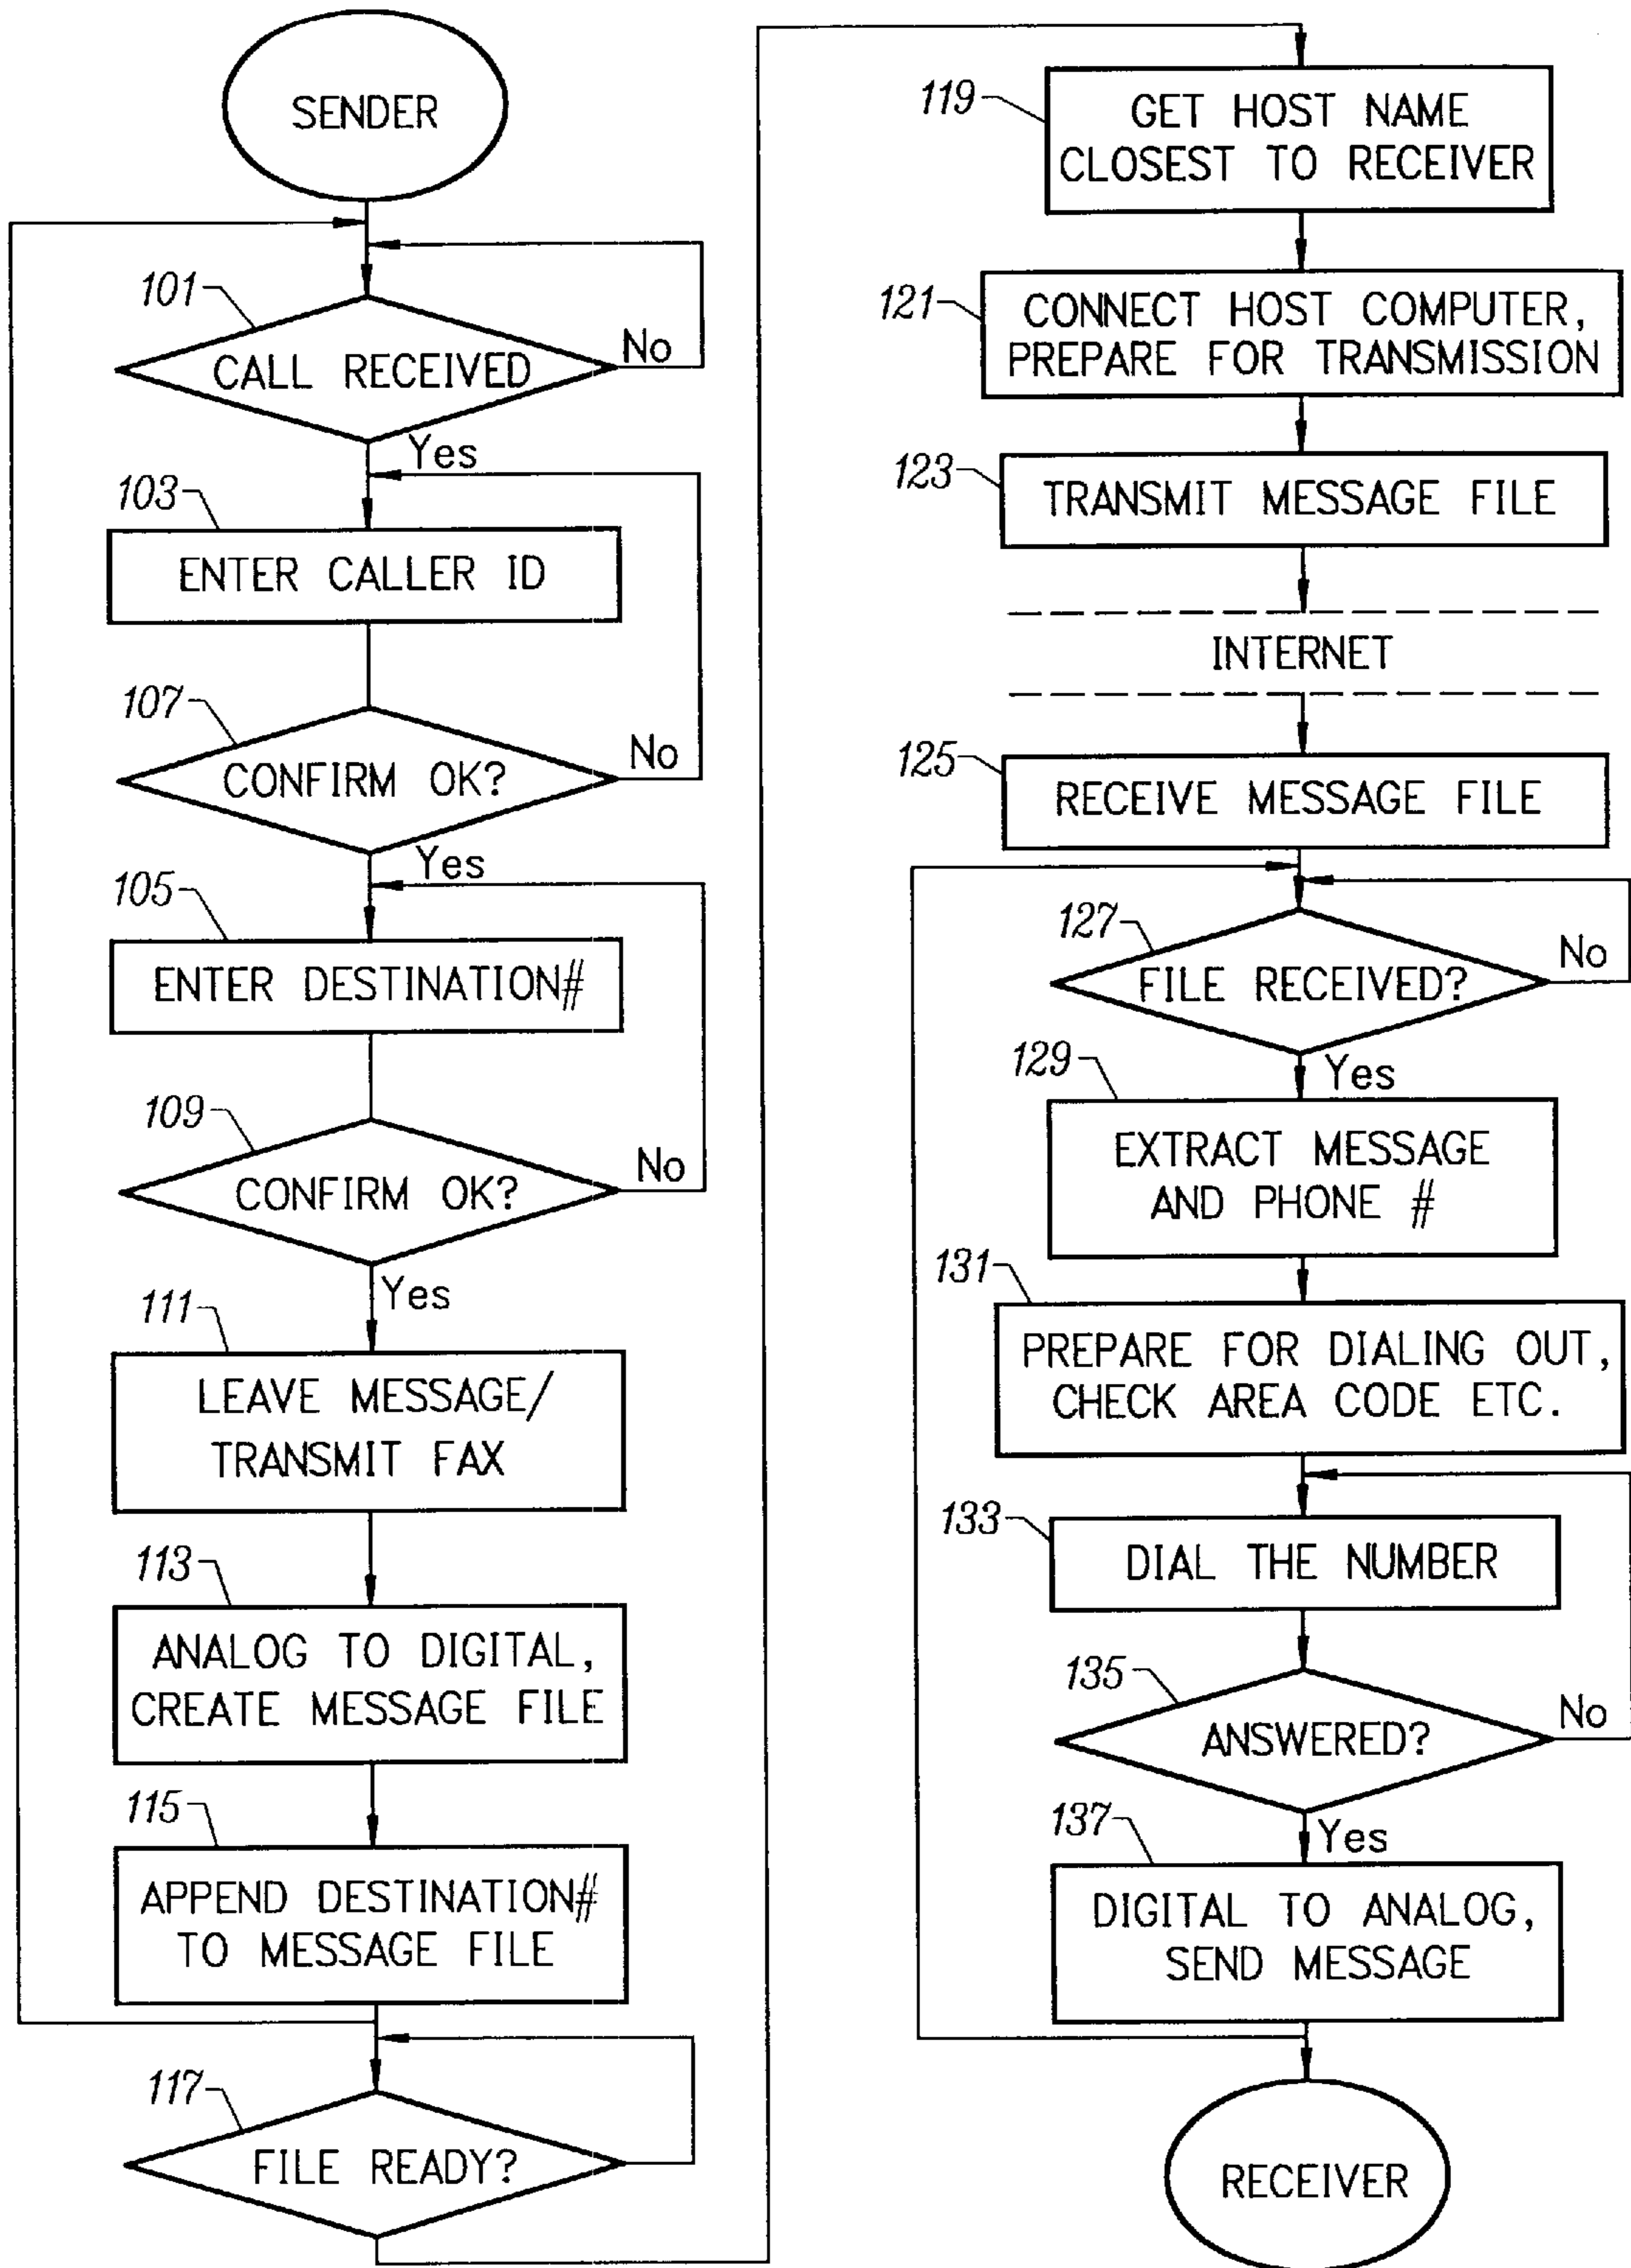 SENDER
101
CALL RECEIVED
No
Yes
103
ENTER CALLER ID
107
CONFIRM OK?
No
Yes
105
ENTER DESTINATION#
109
CONFIRM OK?
No
Yes
111
LEAVE MESSAGE/
TRANSMIT FAX
113
ANALOG TO DIGITAL,
CREATE MESSAGE FILE
115
APPEND DESTINATION#
TO MESSAGE FILE
117
FILE READY?
119
GET HOST NAME
CLOSEST TO RECEIVER
121
CONNECT HOST COMPUTER,
PREPARE FOR TRANSMISSION
123
TRANSMIT MESSAGE FILE
INTERNET
125
RECEIVE MESSAGE FILE
127
FILE RECEIVED?
No
Yes
129
EXTRACT MESSAGE
AND PHONE #
131
PREPARE FOR DIALING OUT,
CHECK AREA CODE ETC.
133
DIAL THE NUMBER
135
ANSWERED?
No
Yes
137
DIGITAL TO ANALOG,
SEND MESSAGE
RECEIVER